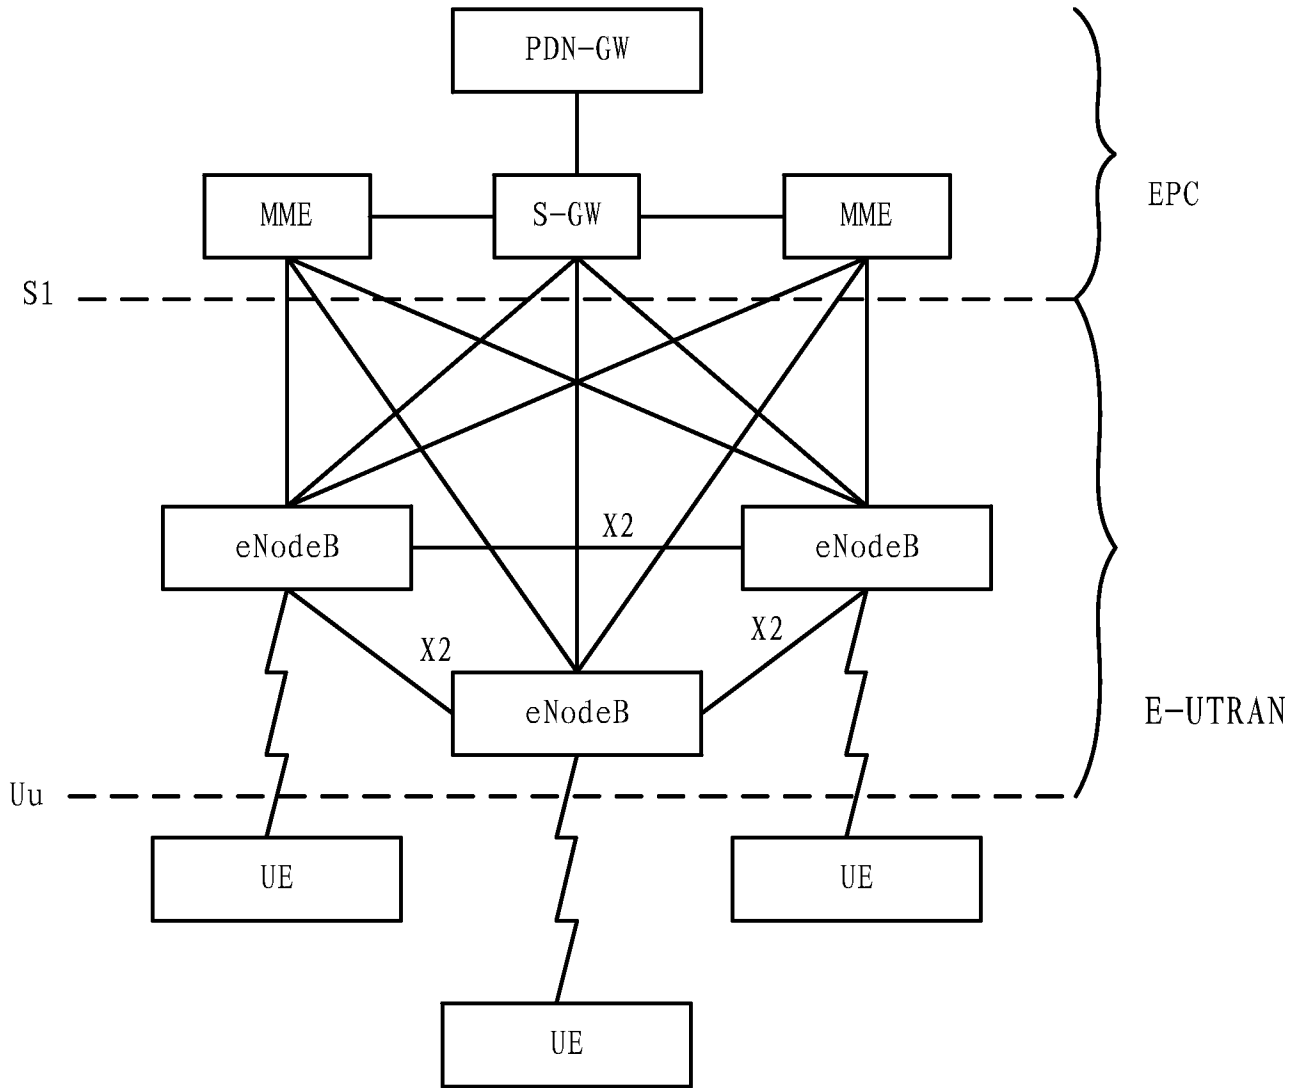 PDN-GW
MME
S-GW
MME
EPC
S1
X2
eNodeB
eNodeB
X2
X2
eNodeB
E-UTRAN
Uu
UE
UE
UE